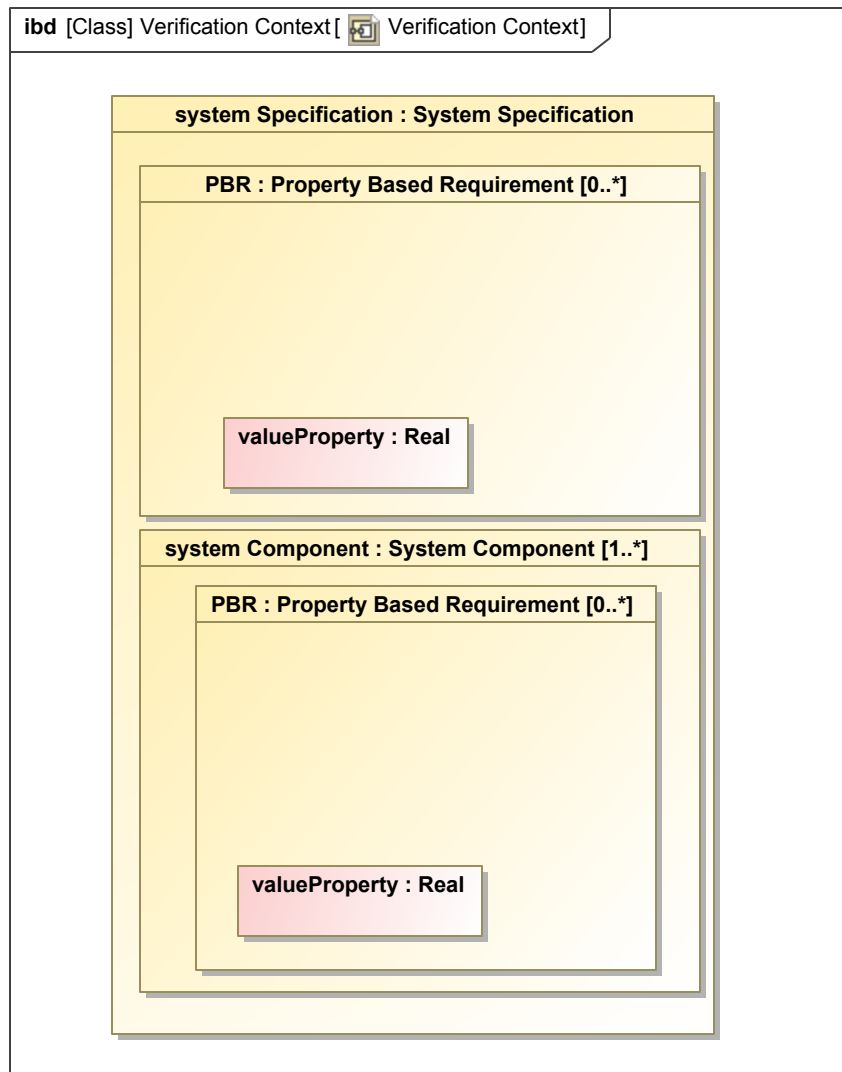 ibd [Class] Verification Context [ Verification Context]
system Specification : System Specification
PBR : Property Based Requirement [0..*]
valueProperty : Real
system Component : System Component [1..*]
PBR : Property Based Requirement [0..*]
valueProperty : Real